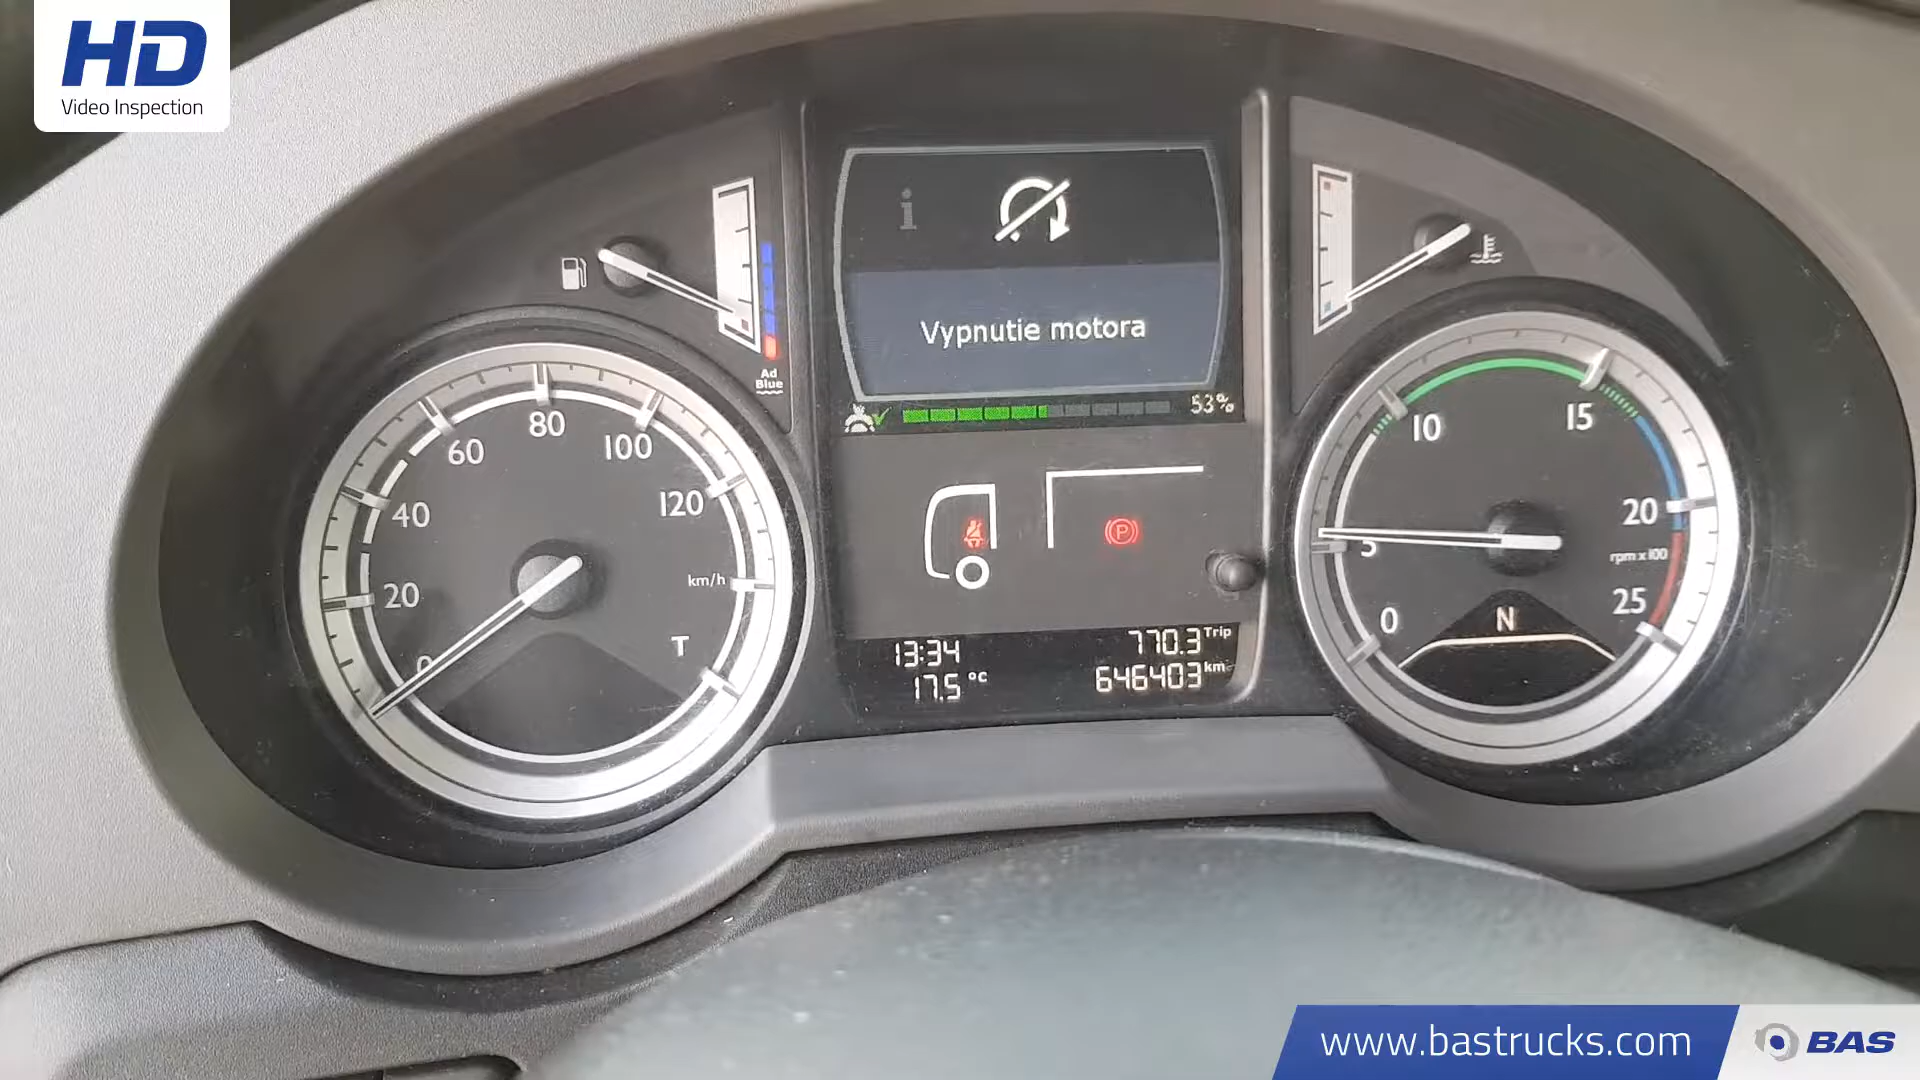 HD
Video Inspection
i
Vypnutie motora
53%
Ad
Blue
0
20
40
60
80
100
120
km/h
T
P
13:34
17.5 °C
770.3 Trip
646403 km
0
5
10
15
20
25
rpm x 100
N
www.bastrucks.com
BAS